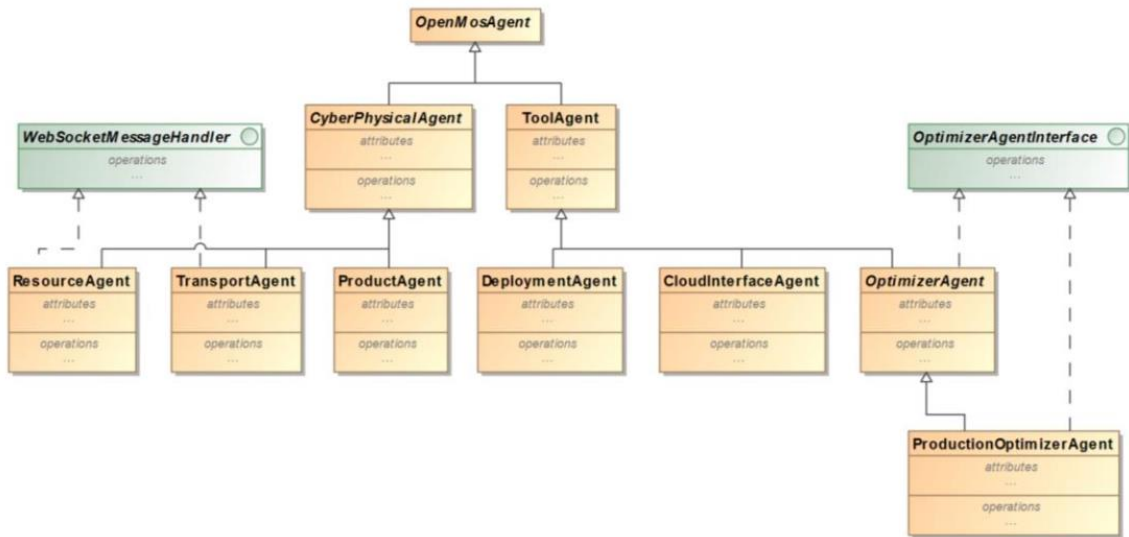 OpenMosAgent
CyberPhysicalAgent
attributes
...
operations
...
ToolAgent
attributes
...
operations
...
WebSocketMessageHandler
operations
...
OptimizerAgentInterface
operations
...
ResourceAgent
attributes
...
operations
...
TransportAgent
attributes
...
operations
...
ProductAgent
attributes
...
operations
...
DeploymentAgent
attributes
...
operations
...
CloudInterfaceAgent
attributes
...
operations
...
OptimizerAgent
attributes
...
operations
...
ProductionOptimizerAgent
attributes
...
operations
...